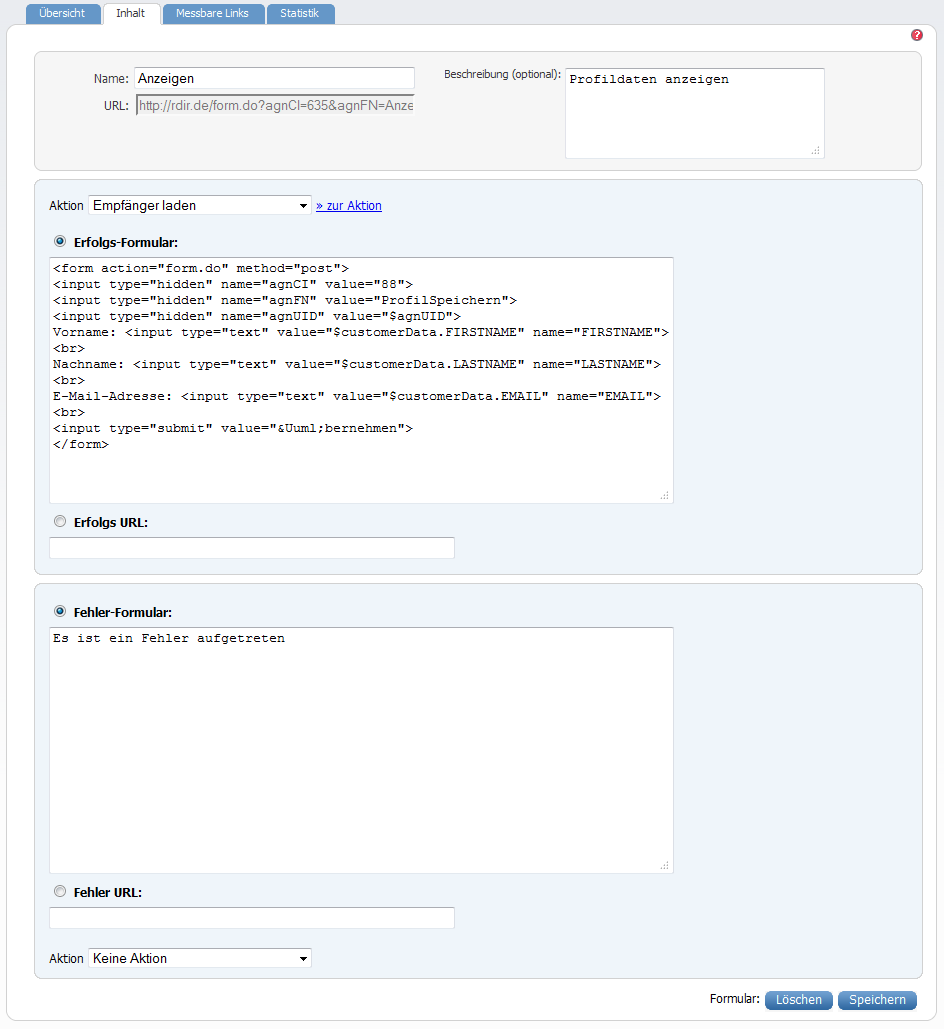 Übersicht Inhalt Messbare Links Statistik
?
Name: Anzeigen
Beschreibung (optional): Profildaten anzeigen
URL: http://rdir.de/form.do?agnCI=635&agnFN=Anze
Aktion Empfänger laden » zur Aktion
Erfolgs-Formular:
<form action="form.do" method="post">
<input type="hidden" name="agnCI" value="88">
<input type="hidden" name="agnFN" value="ProfilSpeichern">
<input type="hidden" name="agnUID" value="$agnUID">
Vorname: <input type="text" value="$customerData.FIRSTNAME" name="FIRSTNAME">
<br>
Nachname: <input type="text" value="$customerData.LASTNAME" name="LASTNAME">
<br>
E-Mail-Adresse: <input type="text" value="$customerData.EMAIL" name="EMAIL">
<br>
<input type="submit" value="&Uuml;bernehmen">
</form>
Erfolgs URL:
Fehler-Formular:
Es ist ein Fehler aufgetreten
Fehler URL:
Aktion Keine Aktion
Formular: Löschen Speichern